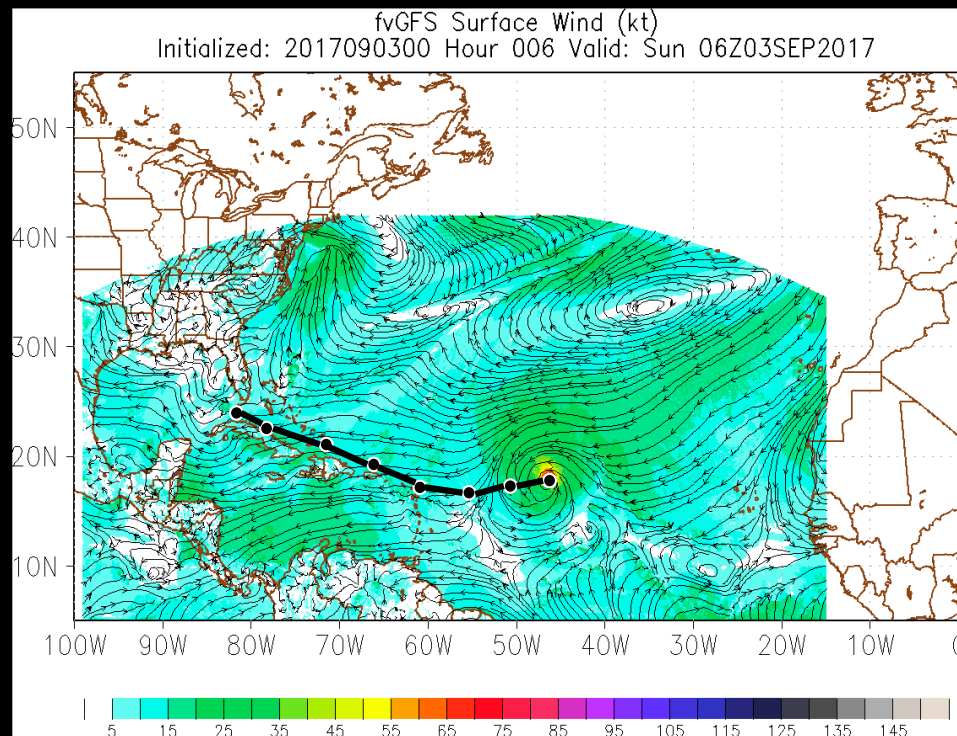 fvGFS Surface Wind (kt)
Initialized: 2017090300 Hour 006 Valid: Sun 06Z03SEP2017
50N
40N
30N
20N
10N
100W 90W 80W 70W 60W 50W 40W 30W 20W 10W 0
5 15 25 35 45 55 65 75 85 95 105 115 125 135 145